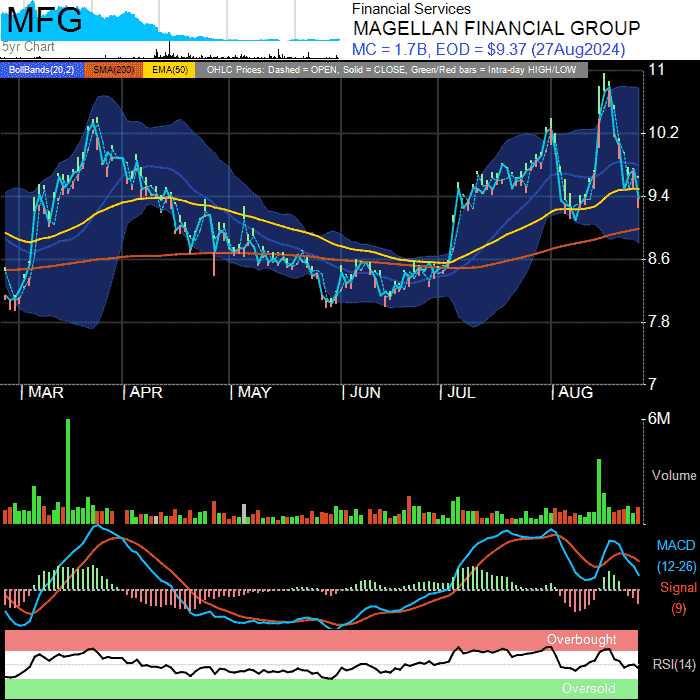 MFG
5yr Chart
Financial Services
MAGELLAN FINANCIAL GROUP
MC = 1.7B, EOD = $9.37 (27Aug2024)
BollBands(20,2) SMA(200) EMA(50) OHLC Prices: Dashed = OPEN, Solid = CLOSE, Green/Red bars = Intra-day HIGH/LOW
11
10.2
9.4
8.6
7.8
7
MAR APR MAY JUN JUL AUG
6M
Volume
MACD
(12-26)
Signal
(9)
Overbought
RSI(14)
Oversold